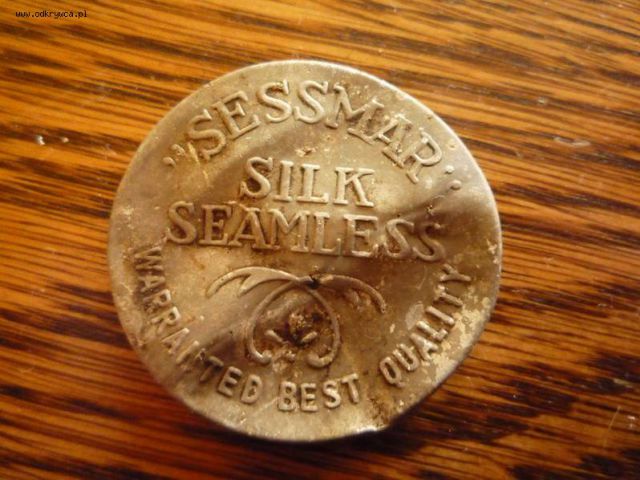 www.odkrywca.pl
„SESSMAR"
SILK
SEAMLESS
WARRANTED BEST QUALITY